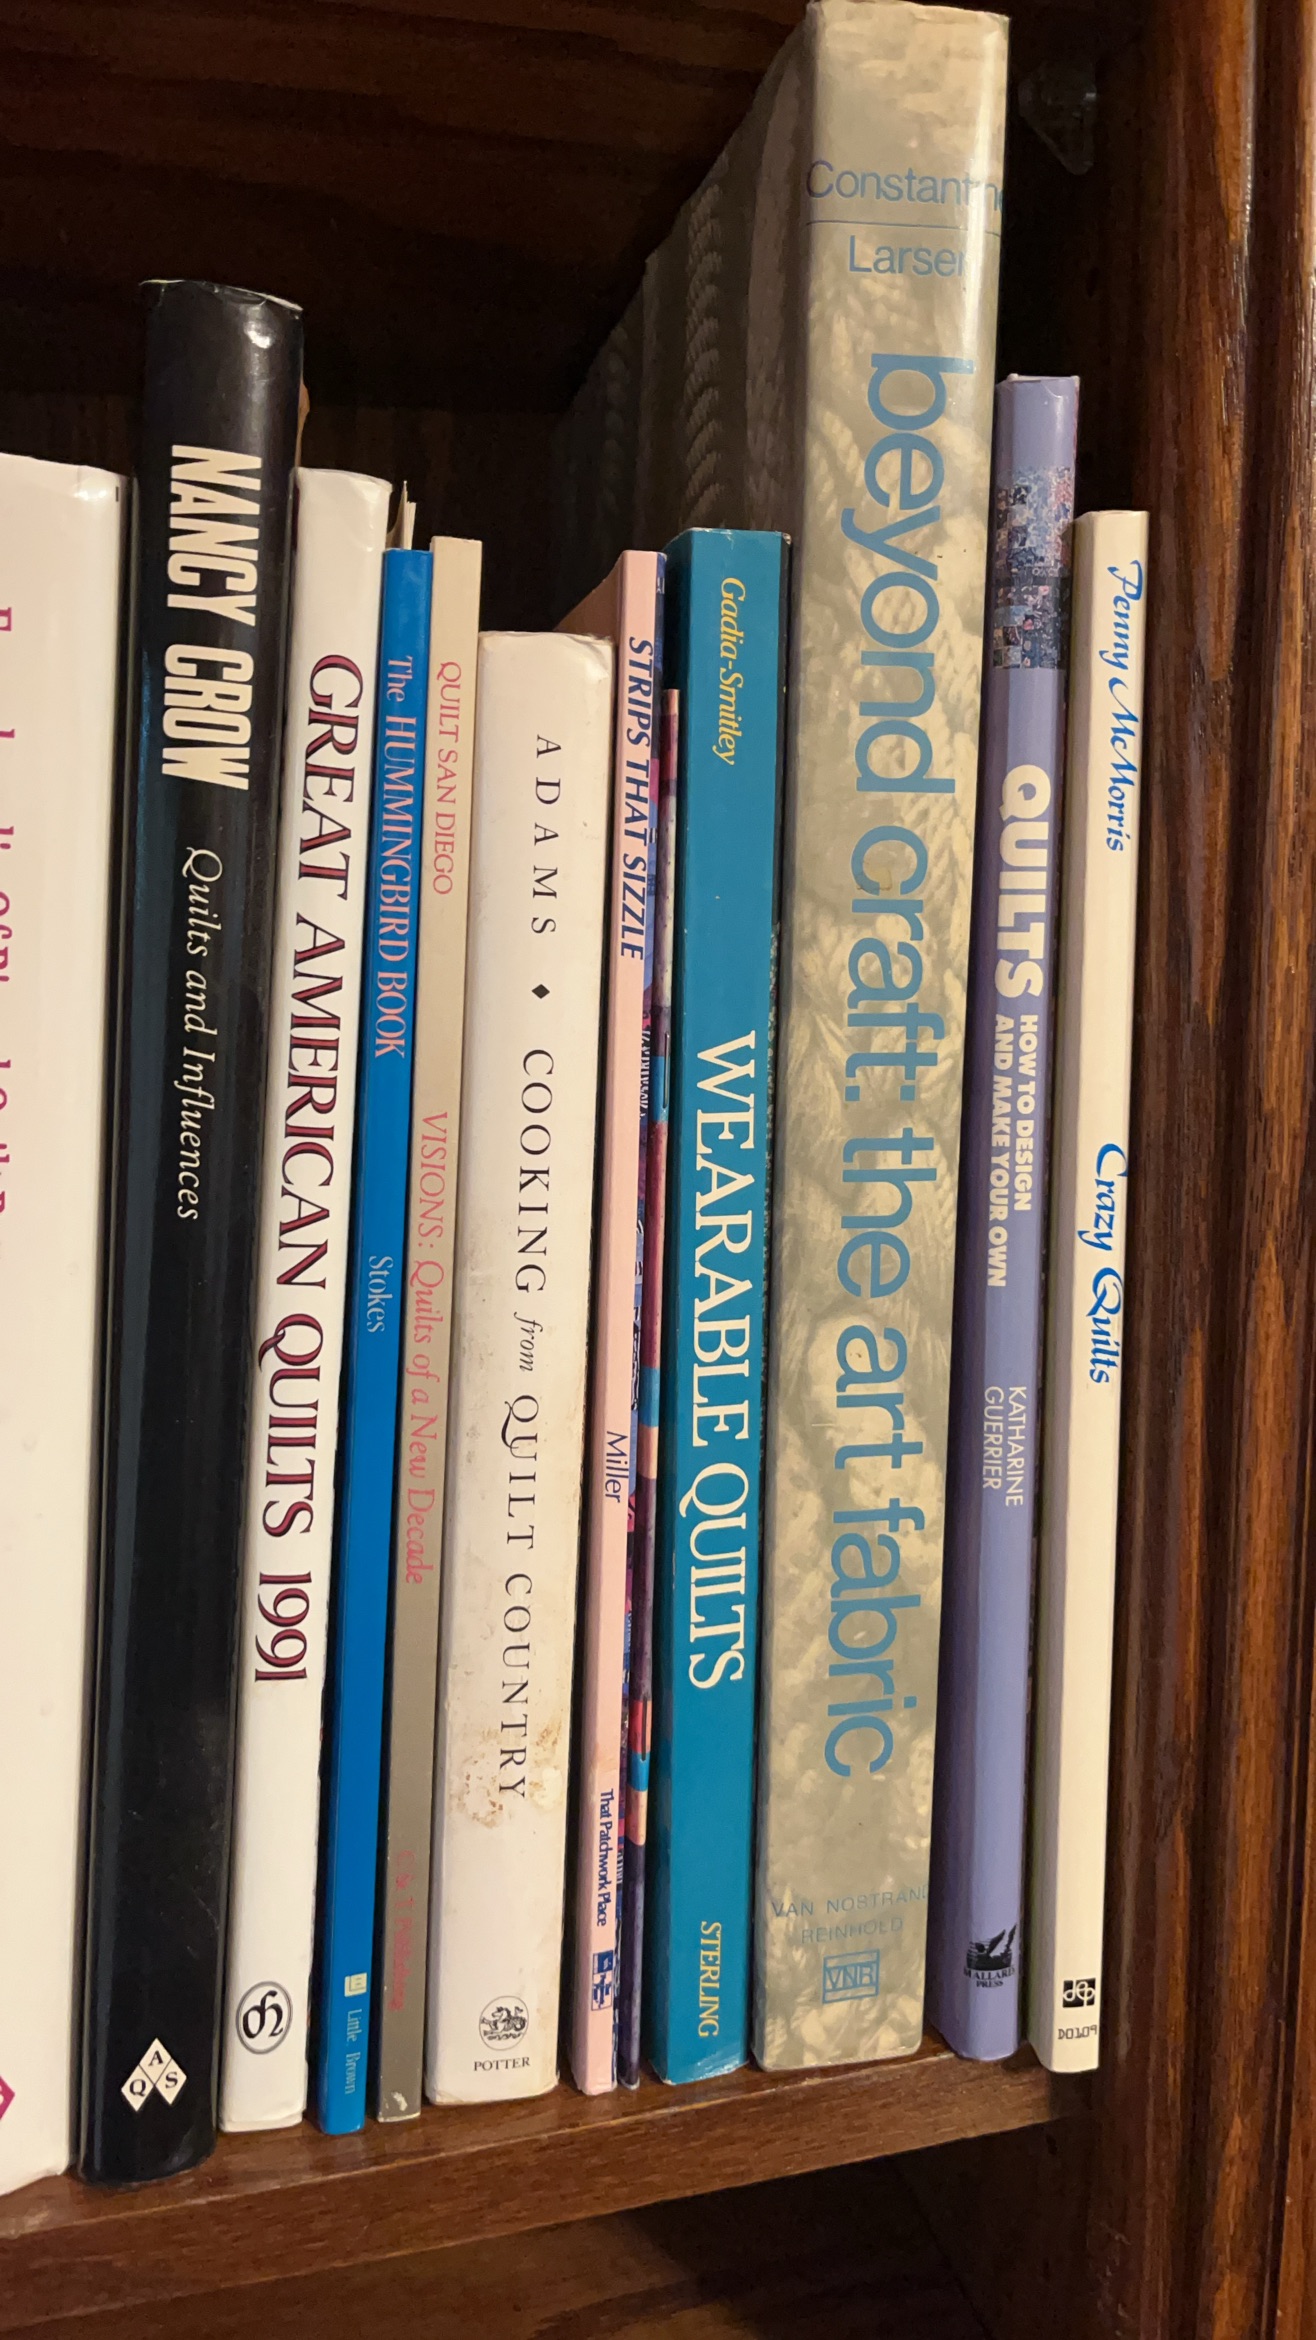 NANCY CROW
Quilts and Influences
A
Q S
GREAT AMERICAN QUILTS 1991
The HUMMINGBIRD BOOK
Stokes
Little Brown
QUILT SAN DIEGO
VISIONS: Quilts of a New Decade
C & T Publishing
ADAMS ♦ COOKING from QUILT COUNTRY
POTTER
STRIPS THAT SIZZLE
Miller
That Patchwork Place
Gadia-Smitley
WEARABLE QUILTS
STERLING
Larsen
beyond craft: the art fabric
VAN NOSTRAND
REINHOLD
VNR
QUILTS
HOW TO DESIGN
AND MAKE YOUR OWN
KATHARINE
GUERRIER
MALLARD
PRESS
Penny McMorris
Crazy Quilts
D0109